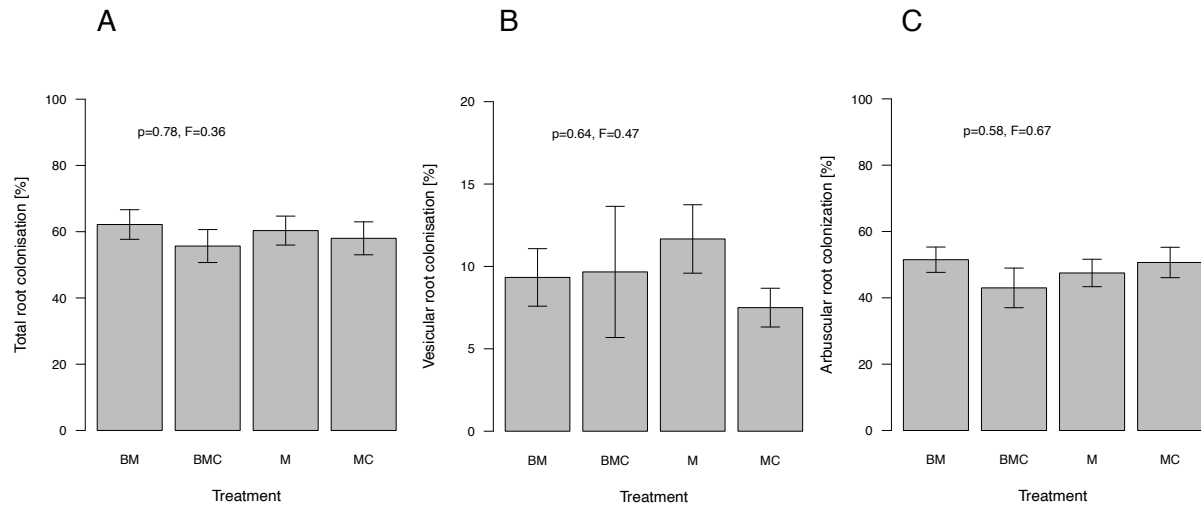 A
Total root colonisation [%]
100
80
60
40
20
0
p=0.78, F=0.36
BM BMC M MC
Treatment
B
Vesicular root colonisation [%]
20
15
10
5
0
p=0.64, F=0.47
BM BMC M MC
Treatment
C
Arbuscular root colonization [%]
100
80
60
40
20
0
p=0.58, F=0.67
BM BMC M MC
Treatment